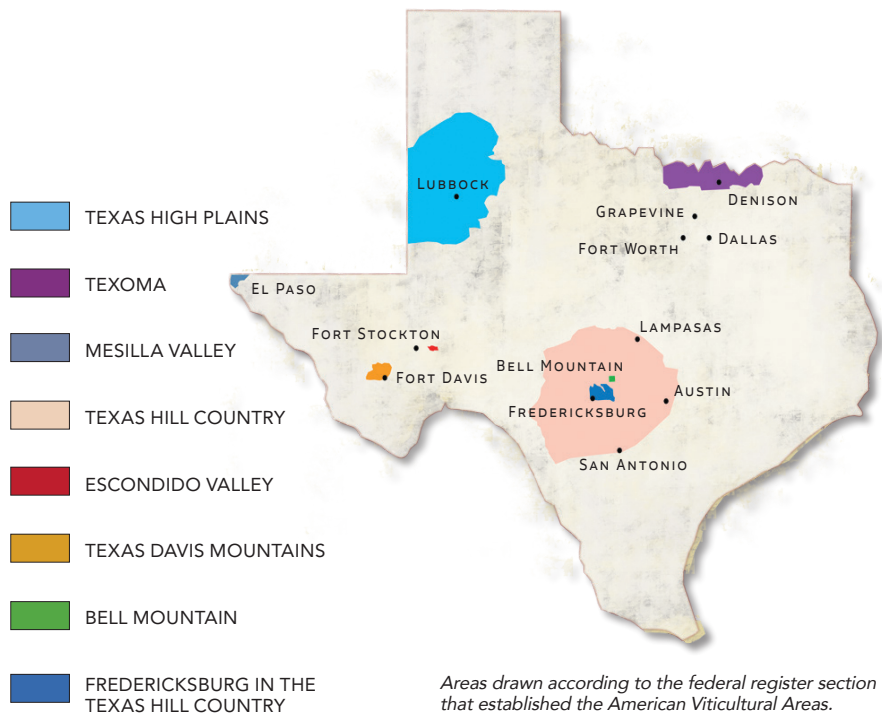 TEXAS HIGH PLAINS
TEXOMA
MESILLA VALLEY
TEXAS HILL COUNTRY
ESCONDIDO VALLEY
TEXAS DAVIS MOUNTAINS
BELL MOUNTAIN
FREDERICKSBURG IN THE
TEXAS HILL COUNTRY
LUBBOCK
DENISON
GRAPEVINE
FORT WORTH
DALLAS
EL PASO
FORT STOCKTON
FORT DAVIS
LAMPASAS
BELL MOUNTAIN
AUSTIN
FREDERICKSBURG
SAN ANTONIO
Areas drawn according to the federal register section
that established the American Viticultural Areas.